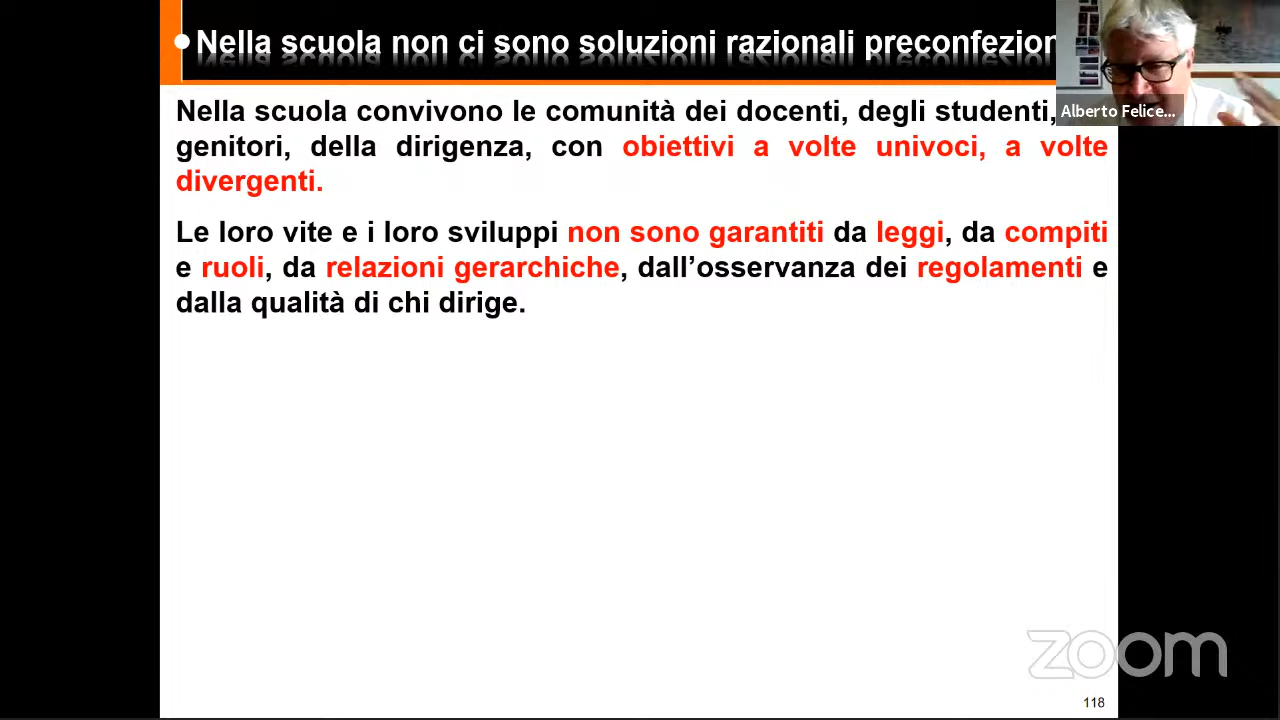 Nella scuola non ci sono soluzioni razionali preconfezion
Alberto Felice...
Nella scuola convivono le comunità dei docenti, degli studenti,
genitori, della dirigenza, con obiettivi a volte univoci, a volte
divergenti.
Le loro vite e i loro sviluppi non sono garantiti da leggi, da compiti
e ruoli, da relazioni gerarchiche, dall’osservanza dei regolamenti e
dalla qualità di chi dirige.
zoom
118